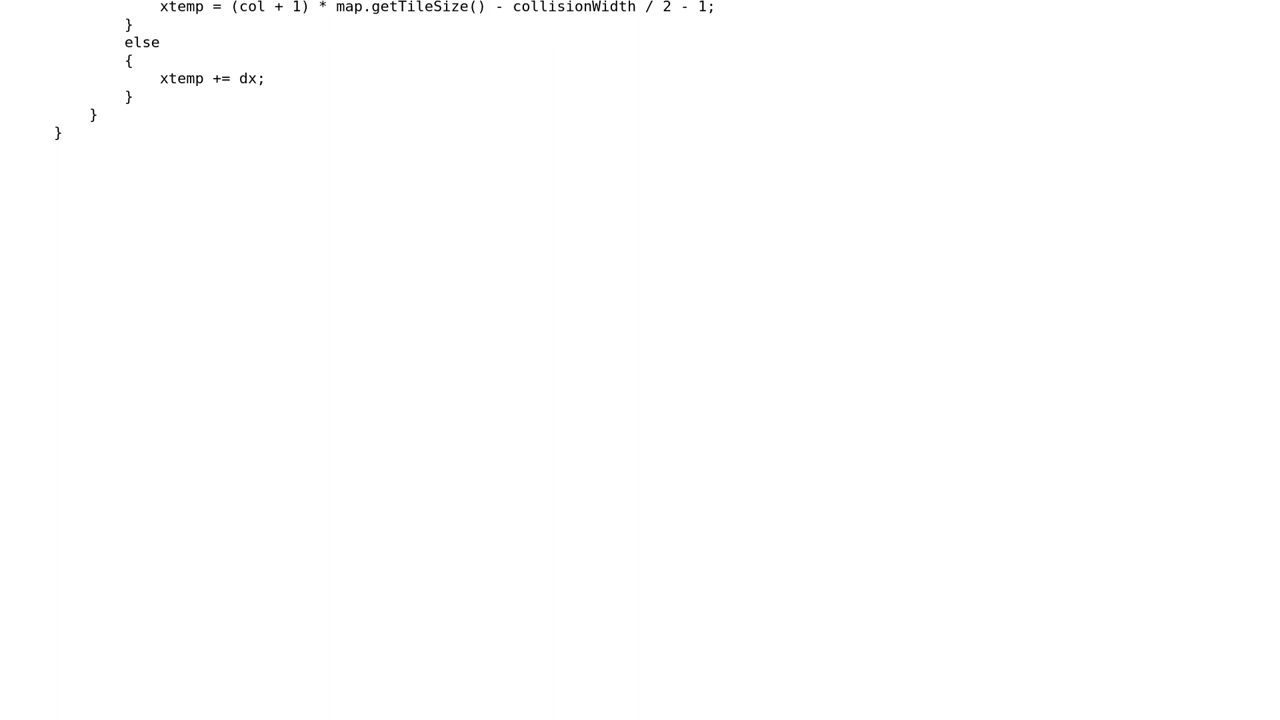 xtemp = (col + 1) * map.getTileSize() - collisionWidth / 2 - 1;
        }
        else
        {
            xtemp += dx;
        }
    }
}